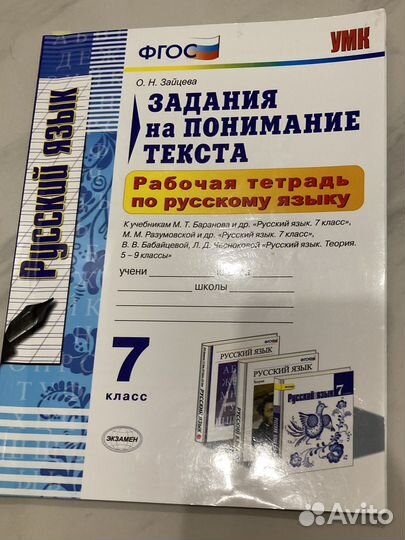 ФГОС
УМК
О. Н. Зайцева
ЗАДАНИЯ
НА ПОНИМАНИЕ
ТЕКСТА
Рабочая тетрадь
по русскому языку
К учебникам М. Т. Баранова и др. «Русский язык. 7 класс»,
М. М. Разумовской и др. «Русский язык. 7 класс»,
В. В. Бабайцевой, Л. Д. Чесноковой «Русский язык. Теория.
5 – 9 классы»
учени класса
школы
Русский язык
7
класс
РУССКИЙ ЯЗЫК
РУССКИЙ ЯЗЫК
Русский язык 7
ЭКЗАМЕН
Avito